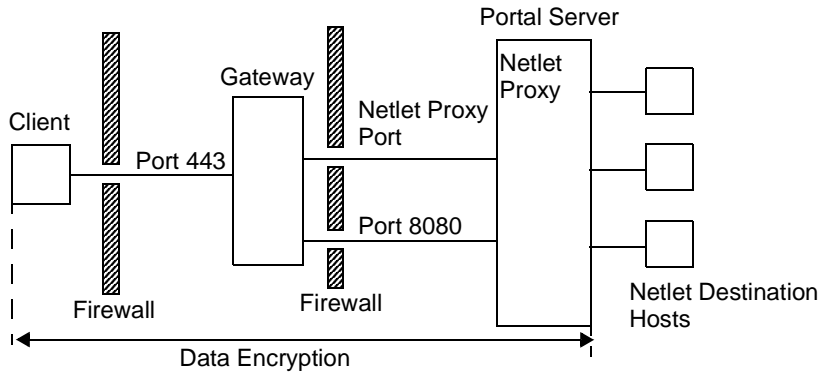 Portal Server
Netlet
Proxy
Gateway
Netlet Proxy
Port
Client
Port 443
Port 8080
Firewall
Firewall
Netlet Destination
Hosts
Data Encryption